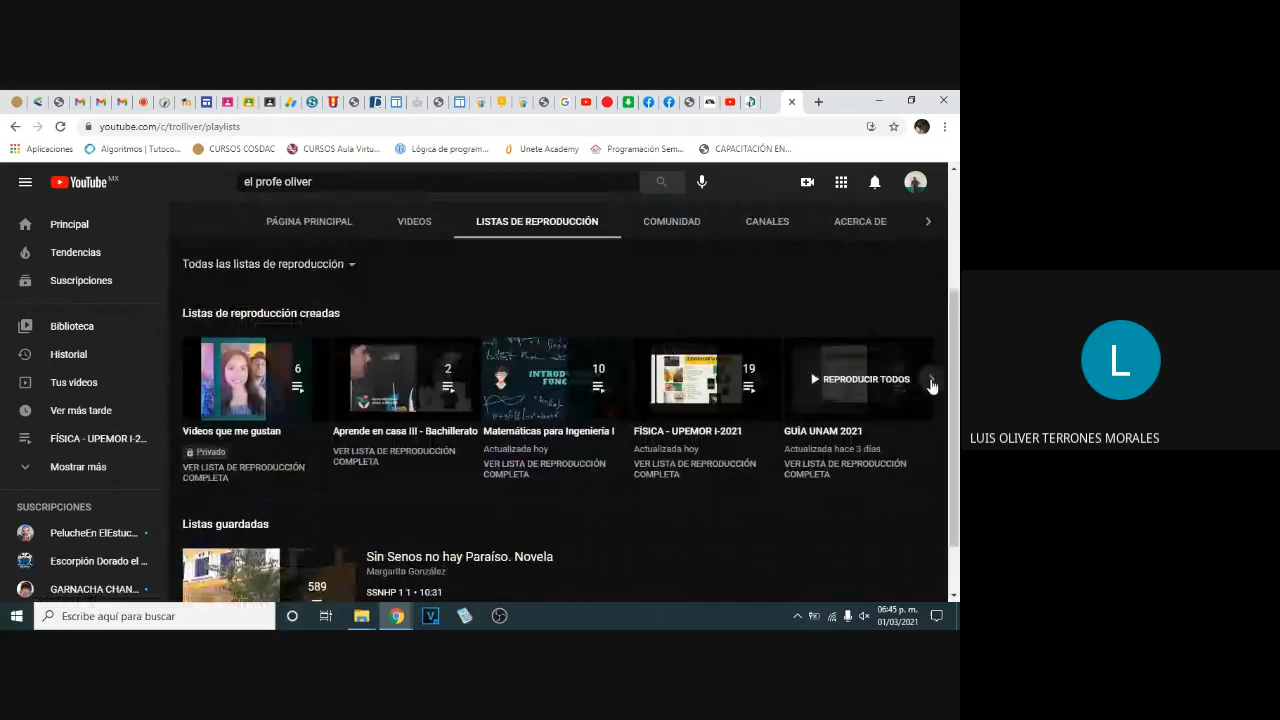 youtube.com/c/trolliver/playlists
Aplicaciones
Algoritmos | Tutoco...
CURSOS COSDAC
CURSOS Aula Virtu...
Lógica de program...
Unete Academy
Programación Sem...
CAPACITACIÓN EN...
YouTube MX
el profe oliver
PÁGINA PRINCIPAL
VIDEOS
LISTAS DE REPRODUCCIÓN
COMUNIDAD
CANALES
ACERCA DE
Principal
Tendencias
Suscripciones
Biblioteca
Historial
Tus videos
Ver más tarde
FÍSICA - UPEMOR I-2...
Mostrar más
SUSCRIPCIONES
PelucheEn ElEstuc...
Escorpión Dorado el ...
GARNACHA CHAN...
Todas las listas de reproducción
Listas de reproducción creadas
6
Videos que me gustan
Privado
VER LISTA DE REPRODUCCIÓN
COMPLETA
2
Aprende en casa III - Bachillerato
VER LISTA DE REPRODUCCIÓN
COMPLETA
INTROD
FUNC
10
Matemáticas para Ingeniería I
Actualizada hoy
VER LISTA DE REPRODUCCIÓN
COMPLETA
19
FÍSICA - UPEMOR I-2021
Actualizada hoy
VER LISTA DE REPRODUCCIÓN
COMPLETA
REPRODUCIR TODOS
GUÍA UNAM 2021
Actualizada hace 3 días
VER LISTA DE REPRODUCCIÓN
COMPLETA
Listas guardadas
589
Sin Senos no hay Paraíso. Novela
Margarita González
SSNHP 1 1 • 10:31
Escribe aquí para buscar
06:45 p. m.
01/03/2021
L
LUIS OLIVER TERRONES MORALES